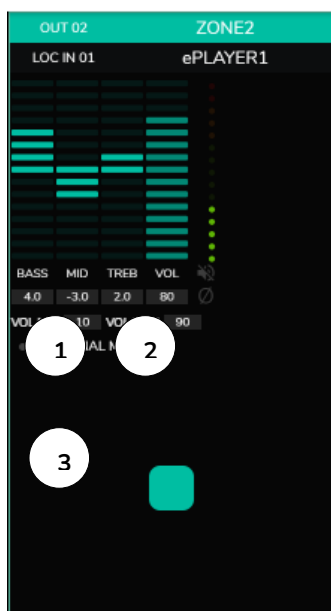 OUT 02 ZONE2
LOC IN 01 ePLAYER1
BASS MID TREB VOL
4.0 -3.0 2.0 80
VOL 10 VOL 90
1 2
3